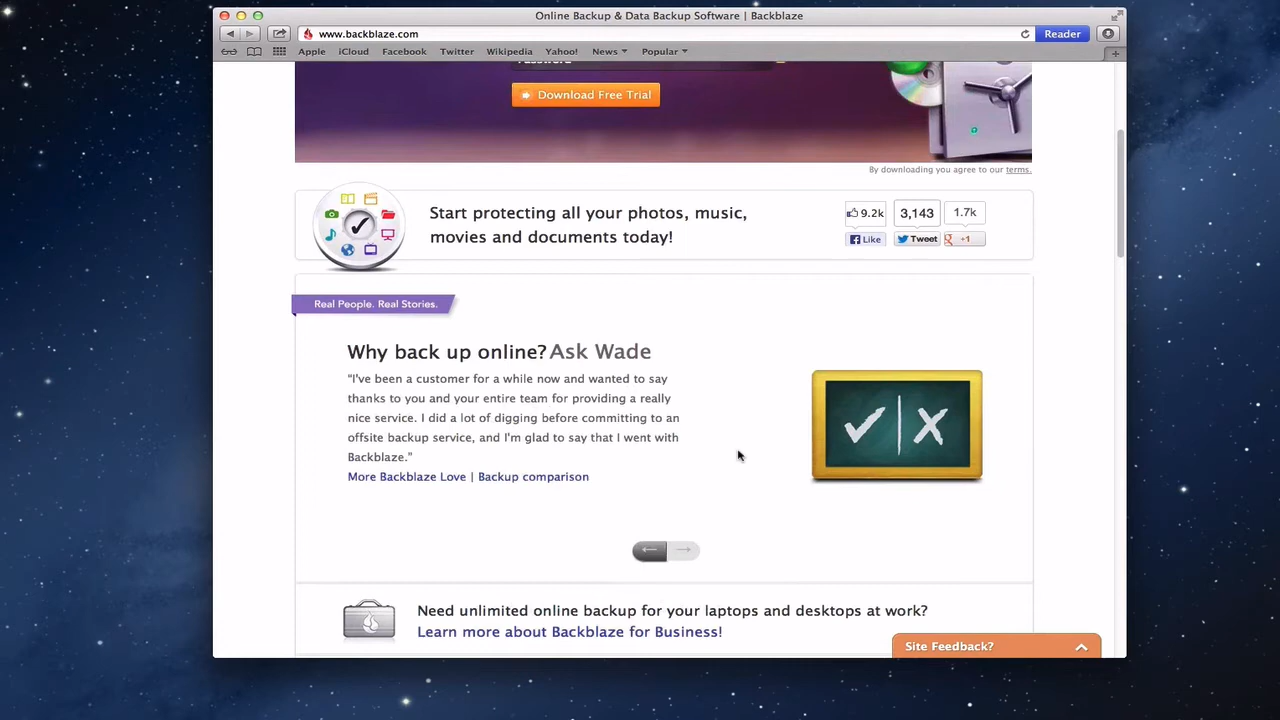 Online Backup & Data Backup Software | Backblaze
www.backblaze.com
Reader
Apple iCloud Facebook Twitter Wikipedia Yahoo! News Popular
Password
Download Free Trial
By downloading you agree to our terms.
Start protecting all your photos, music,
movies and documents today!
9.2k 3,143 1.7k
Like Tweet +1
Real People. Real Stories.
Why back up online? Ask Wade
“I've been a customer for a while now and wanted to say
thanks to you and your entire team for providing a really
nice service. I did a lot of digging before committing to an
offsite backup service, and I'm glad to say that I went with
Backblaze.”
More Backblaze Love | Backup comparison
Need unlimited online backup for your laptops and desktops at work?
Learn more about Backblaze for Business!
Site Feedback?